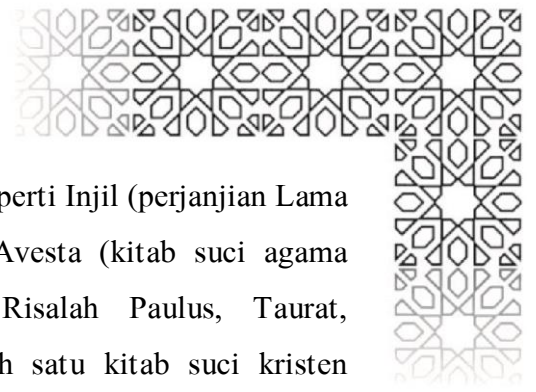 perti Injil (perjanjian Lama
Avesta (kitab suci agama
Risalah Paulus, Taurat,
h satu kitab suci kristen